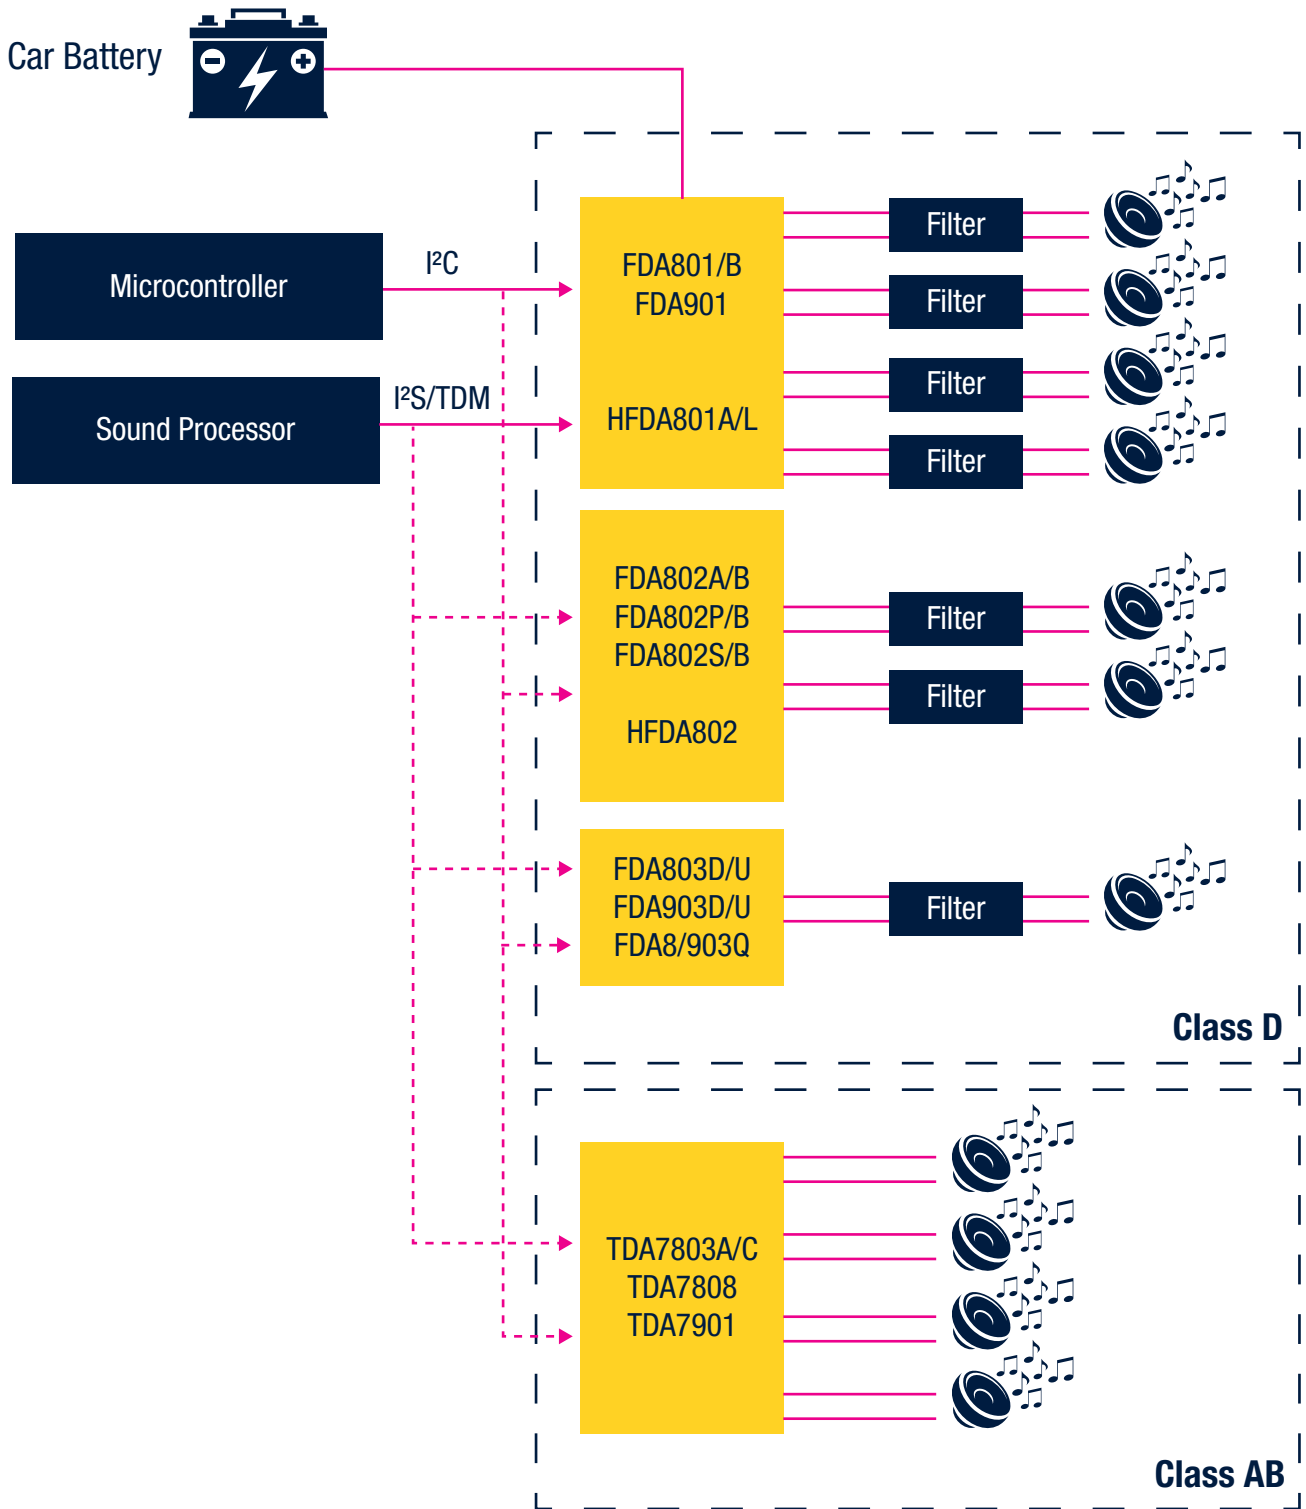 Car Battery
Microcontroller
I²C
Sound Processor
I²S/TDM
FDA801/B
FDA901
HFDA801A/L
Filter
Filter
Filter
Filter
FDA802A/B
FDA802P/B
FDA802S/B
HFDA802
Filter
Filter
FDA803D/U
FDA903D/U
FDA8/903Q
Filter
Class D
TDA7803A/C
TDA7808
TDA7901
Class AB